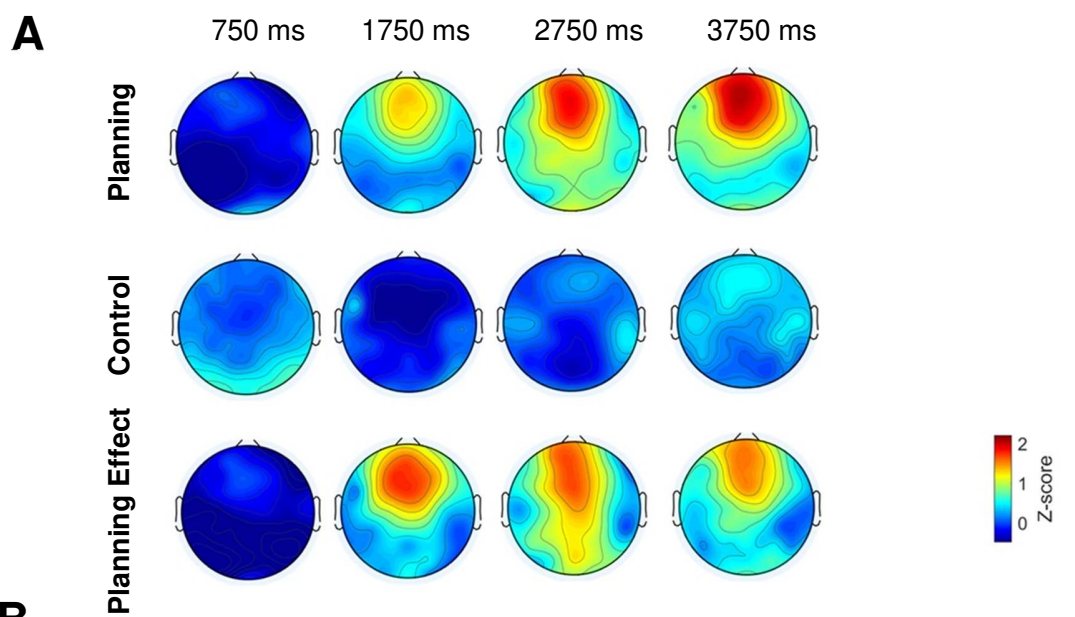 A
750 ms 1750 ms 2750 ms 3750 ms
Planning
Control
Planning Effect
2
1
0
Z-score
B